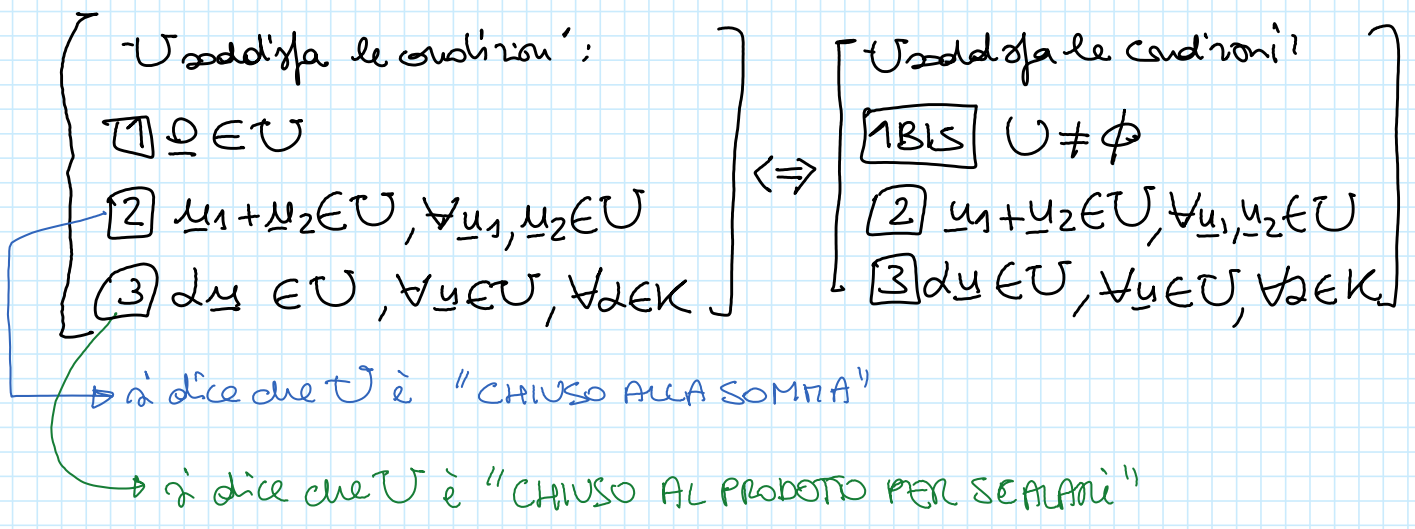 U soddisfa le condizioni:
1 0 ∈ U
2 u1 + u2 ∈ U, ∀ u1, u2 ∈ U
3 αu ∈ U, ∀ u ∈ U, ∀ α ∈ K
⇔
U soddisfa le condizioni:
1BIS U ≠ ϕ
2 u1 + u2 ∈ U, ∀ u1, u2 ∈ U
3 αu ∈ U, ∀ u ∈ U, ∀ α ∈ K
si dice che U è "CHIUSO ALLA SOMMA"
si dice che U è "CHIUSO AL PRODOTTO PER SCALARI"